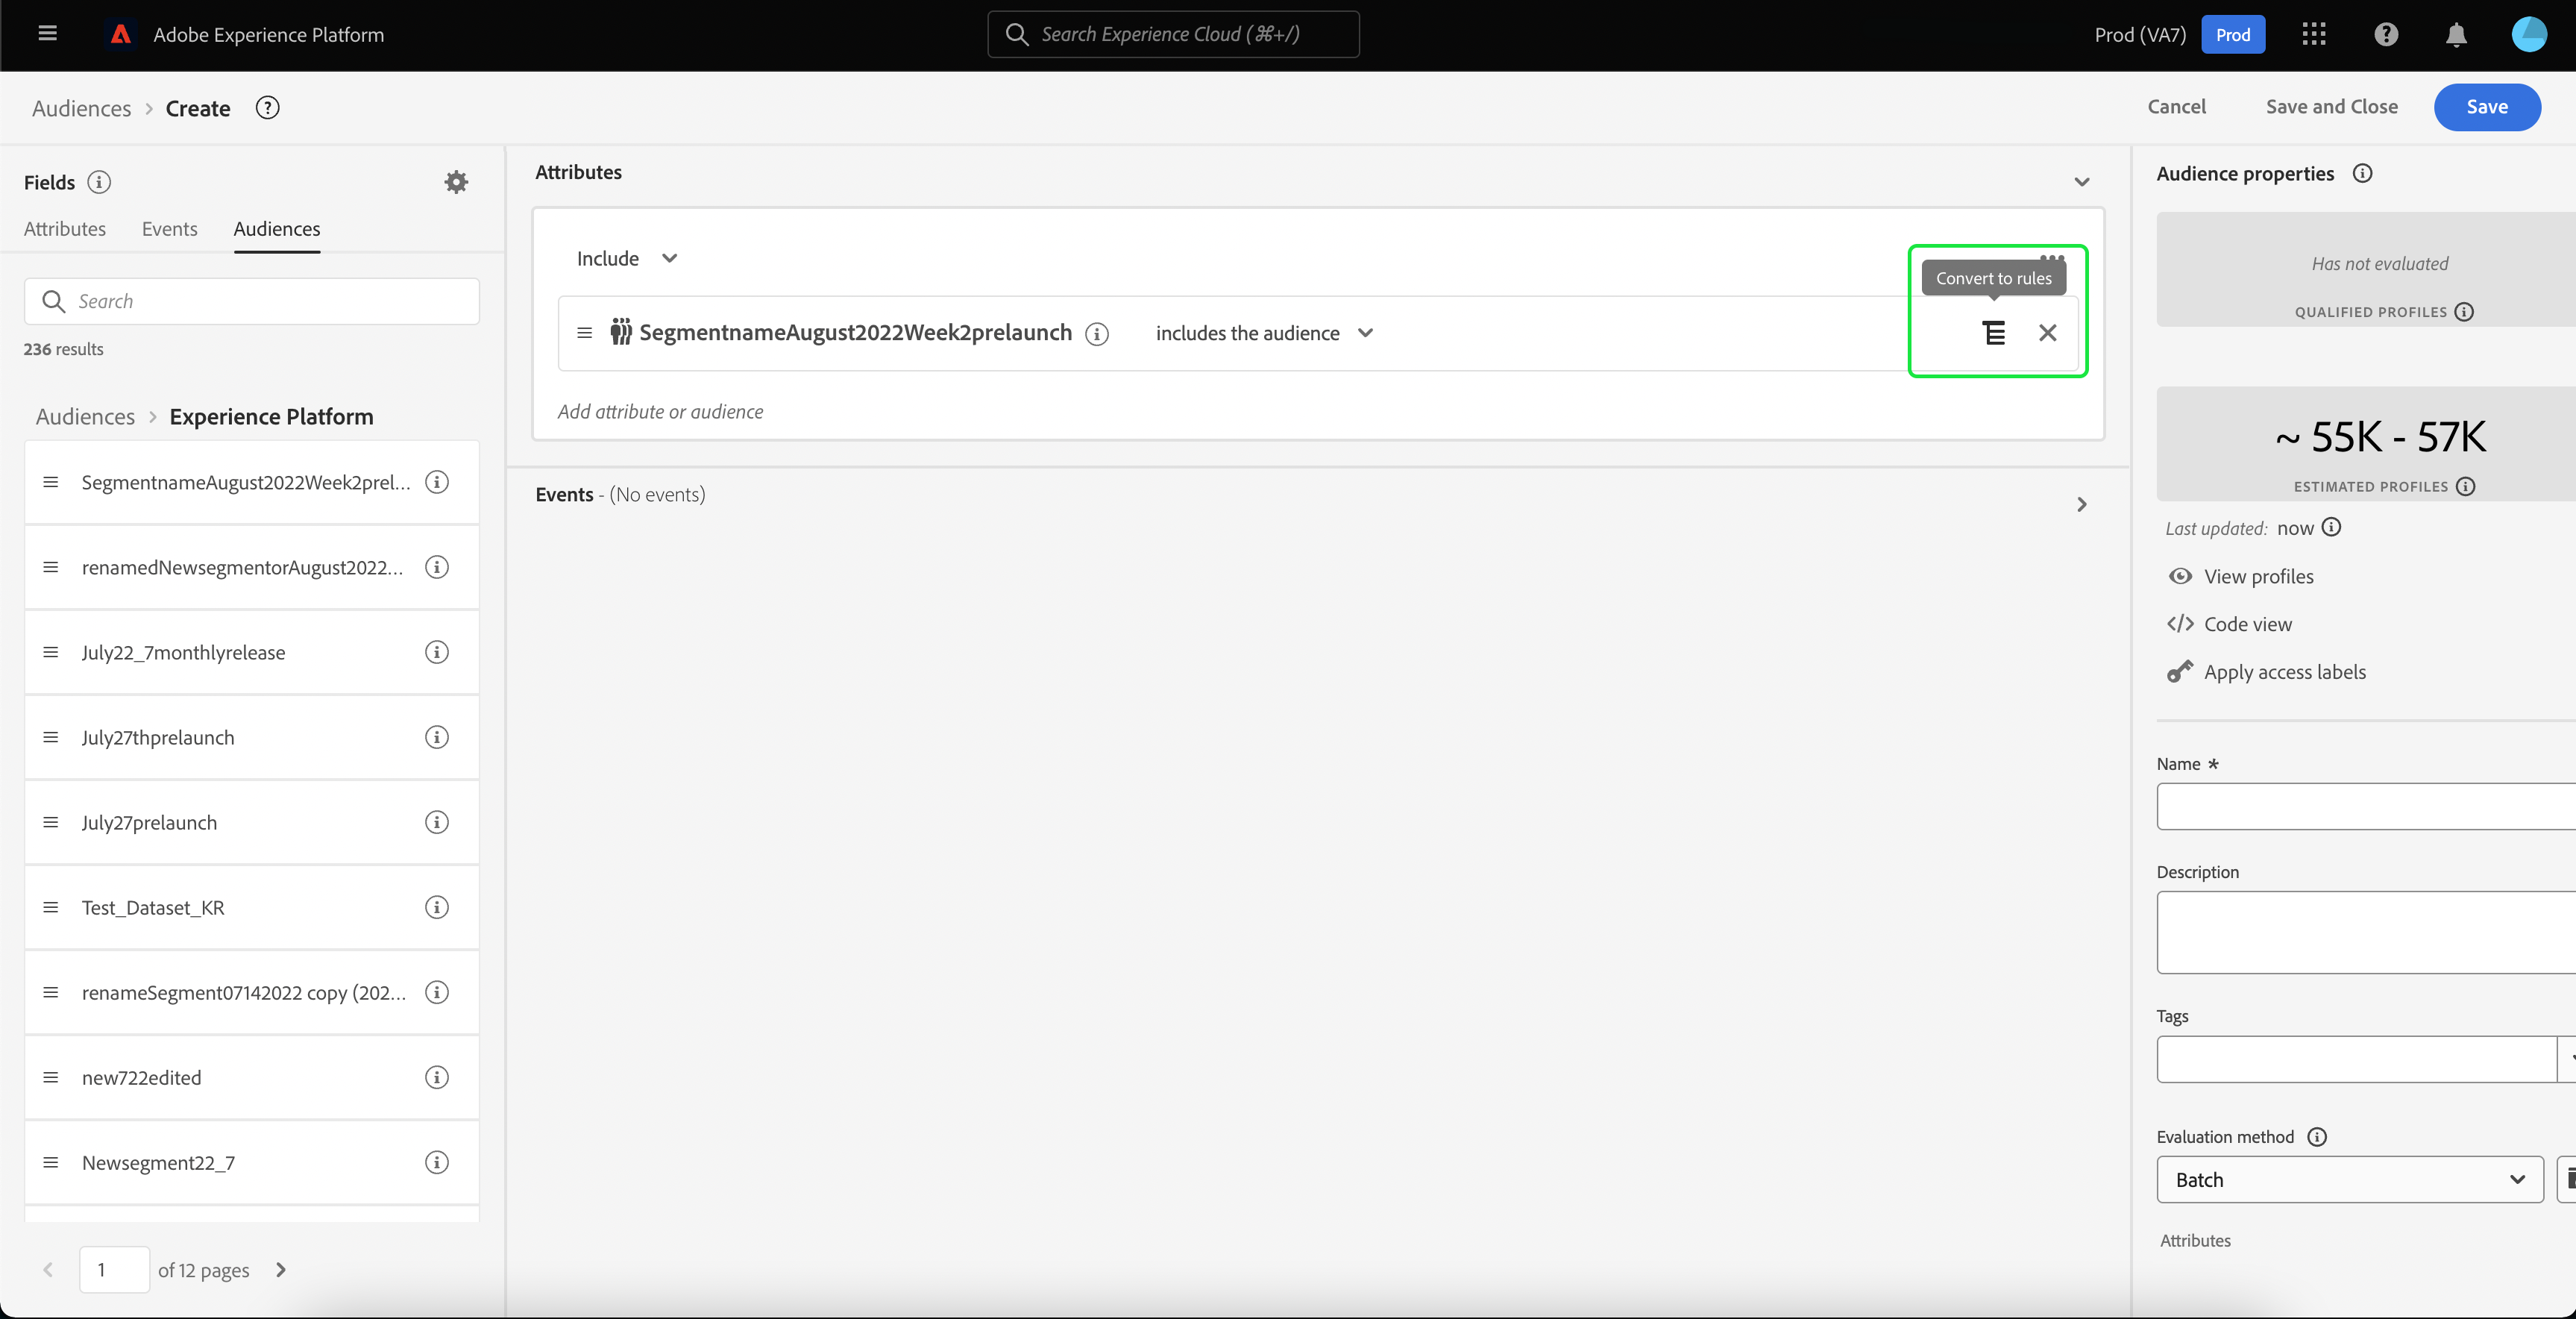 Adobe Experience Platform
Search Experience Cloud (⌘+/)
Prod (VA7)
Prod
Audiences > Create
Cancel
Save and Close
Save
Fields
Attributes
Events
Audiences
Search
236 results
Audiences > Experience Platform
SegmentnameAugust2022Week2prel...
renamedNewsegmentorAugust2022...
July22_7monthlyrelease
July27thprelaunch
July27prelaunch
Test_Dataset_KR
renameSegment07142022 copy (202...
new722edited
Newsegment22_7
1 of 12 pages
Attributes
Include
Convert to rules
SegmentnameAugust2022Week2prelaunch
includes the audience
Add attribute or audience
Events - (No events)
Audience properties
Has not evaluated
QUALIFIED PROFILES
~ 55K - 57K
ESTIMATED PROFILES
Last updated: now
View profiles
Code view
Apply access labels
Name *
Description
Tags
Evaluation method
Batch
Attributes